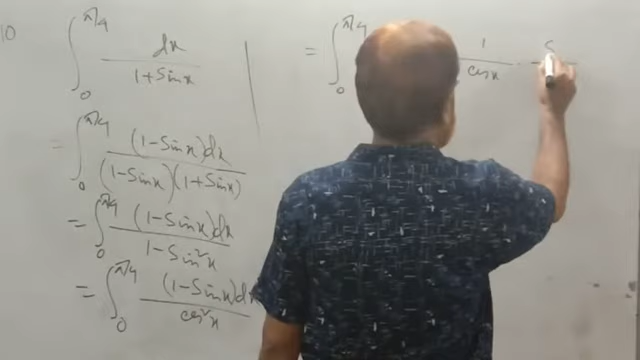 10
∫₀^π/4 dx / 1+Sinx
= ∫₀^π/4 (1-Sinx)dx / (1-Sinx)(1+Sinx)
= ∫₀^π/4 (1-Sinx)dx / 1-Sin²x
= ∫₀^π/4 (1-Sinx)dx / cos²x
= ∫₀^π/4 1 / cosx · S